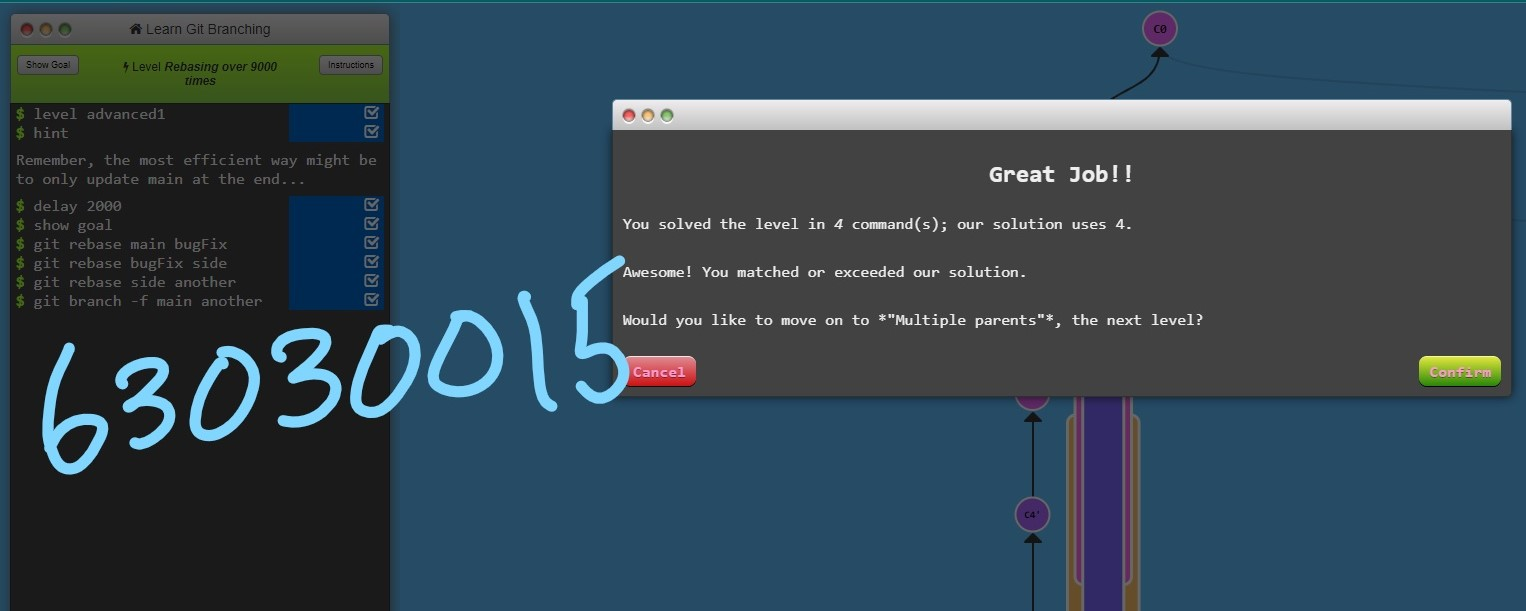 Learn Git Branching
Show Goal
Level Rebasing over 9000 times
Instructions
$ level advanced1
$ hint
Remember, the most efficient way might be
to only update main at the end...
$ delay 2000
$ show goal
$ git rebase main bugFix
$ git rebase bugFix side
$ git rebase side another
$ git branch -f main another
63030015
C0
Great Job!!
You solved the level in 4 command(s); our solution uses 4.
Awesome! You matched or exceeded our solution.
Would you like to move on to *"Multiple parents"*, the next level?
Cancel
Confirm
C4'